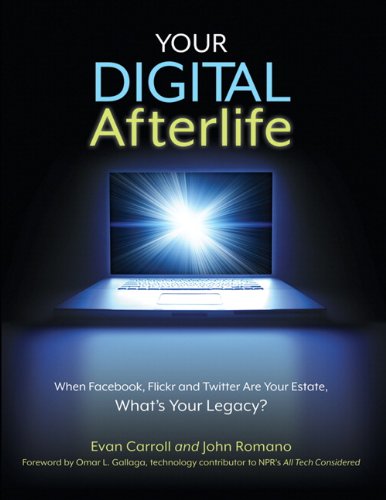 YOUR
DIGITAL
Afterlife
When Facebook, Flickr and Twitter Are Your Estate,
What's Your Legacy?
Evan Carroll and John Romano
Foreword by Omar L. Gallaga, technology contributor to NPR's All Tech Considered